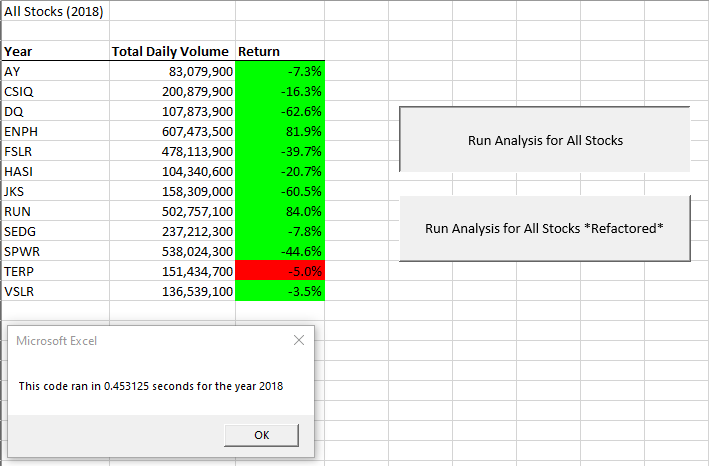 All Stocks (2018)
Year Total Daily Volume Return
AY 83,079,900 -7.3%
CSIQ 200,879,900 -16.3%
DQ 107,873,900 -62.6%
ENPH 607,473,500 81.9%
FSLR 478,113,900 -39.7%
HASI 104,340,600 -20.7%
JKS 158,309,000 -60.5%
RUN 502,757,100 84.0%
SEDG 237,212,300 -7.8%
SPWR 538,024,300 -44.6%
TERP 151,434,700 -5.0%
VSLR 136,539,100 -3.5%
Run Analysis for All Stocks
Run Analysis for All Stocks *Refactored*
Microsoft Excel
This code ran in 0.453125 seconds for the year 2018
OK